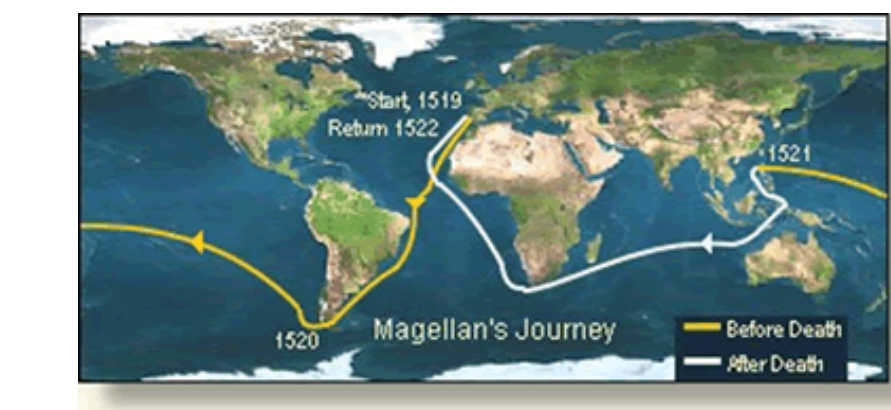 Start, 1519
Return 1522
1521
1520
Magellan's Journey
Before Death
After Death